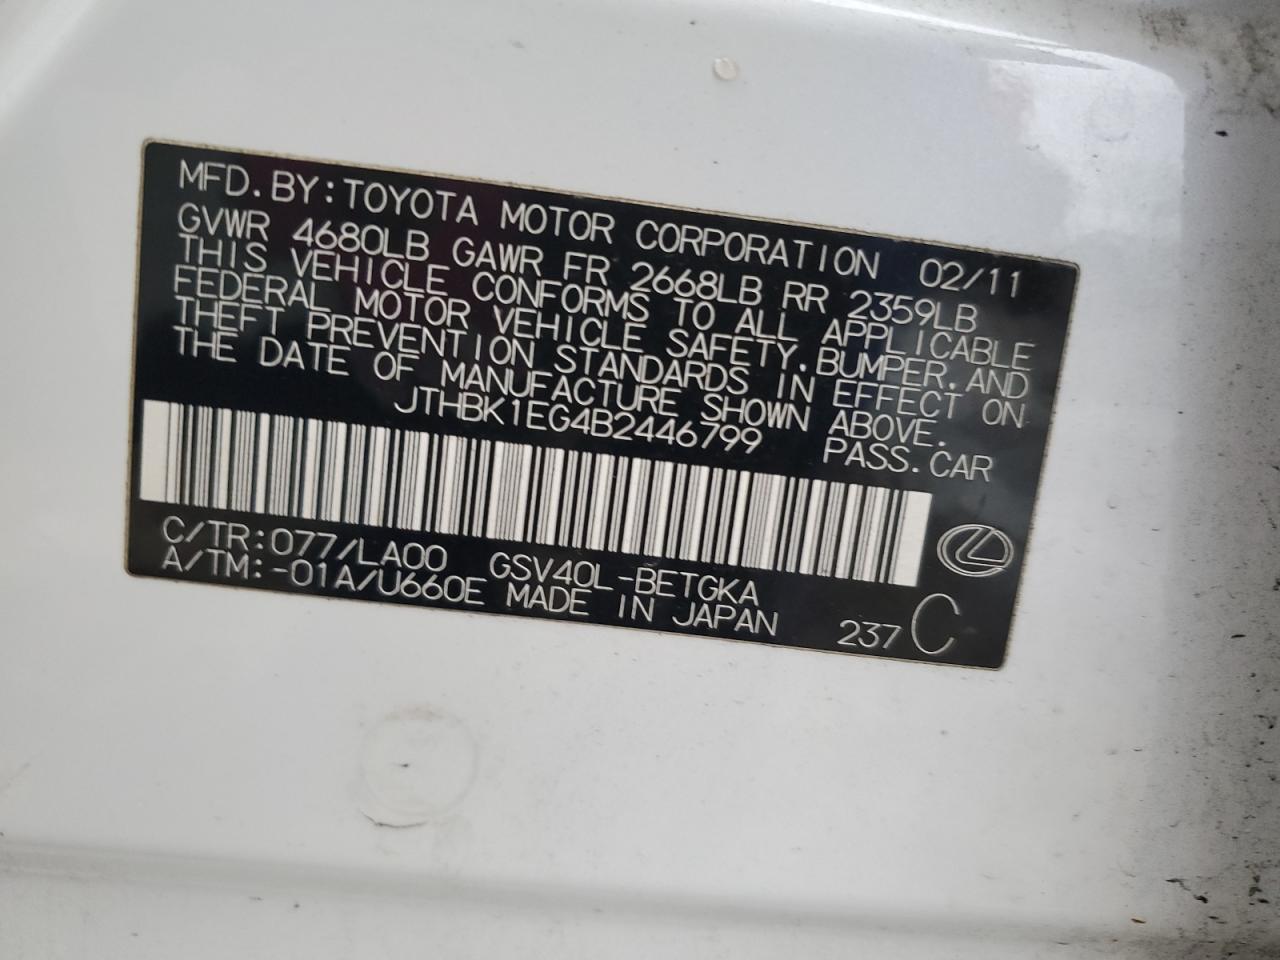 MFD. BY: TOYOTA MOTOR CORPORATION 02/11
GVWR 4680LB GAWR FR 2668LB RR 2359LB
THIS VEHICLE CONFORMS TO ALL APPLICABLE
FEDERAL MOTOR VEHICLE SAFETY, BUMPER, AND
THEFT PREVENTION STANDARDS IN EFFECT ON
THE DATE OF MANUFACTURE SHOWN ABOVE.
JTHBK1EG4B2446799 PASS. CAR
C/TR: 077/LA00 GSV40L-BETGKA
A/TM: -01A/U660E MADE IN JAPAN 237 C